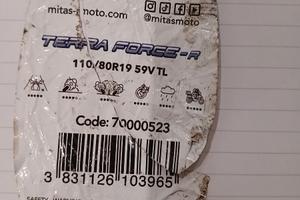 mitas-moto.com
@mitasmoto
TERRA FORCE-R
110/80R19 59V TL
Code: 70000523
3 831126 103965